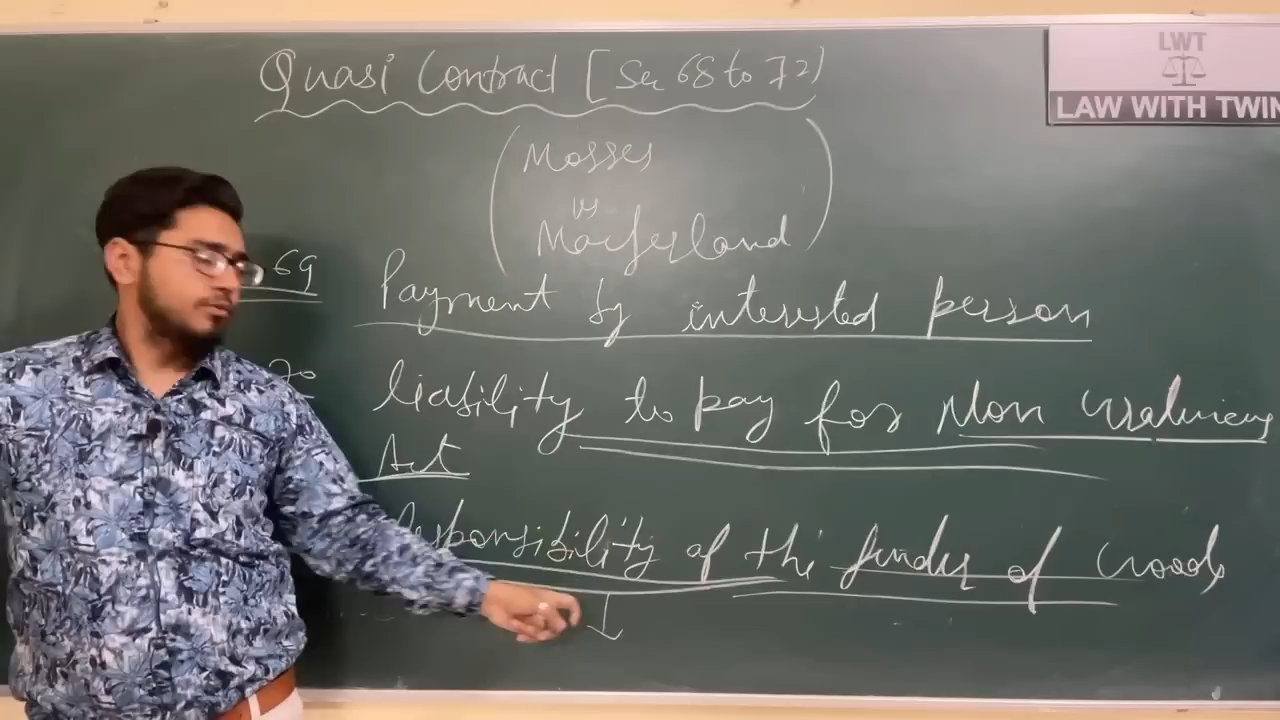 Quasi Contract [Sec 68 to 72)
LWT
LAW WITH TWIN
Mosses
vs
Macferland
69
Payment by interested person
70
liability to pay for Non
Act
Responsibility of the finder of Goods